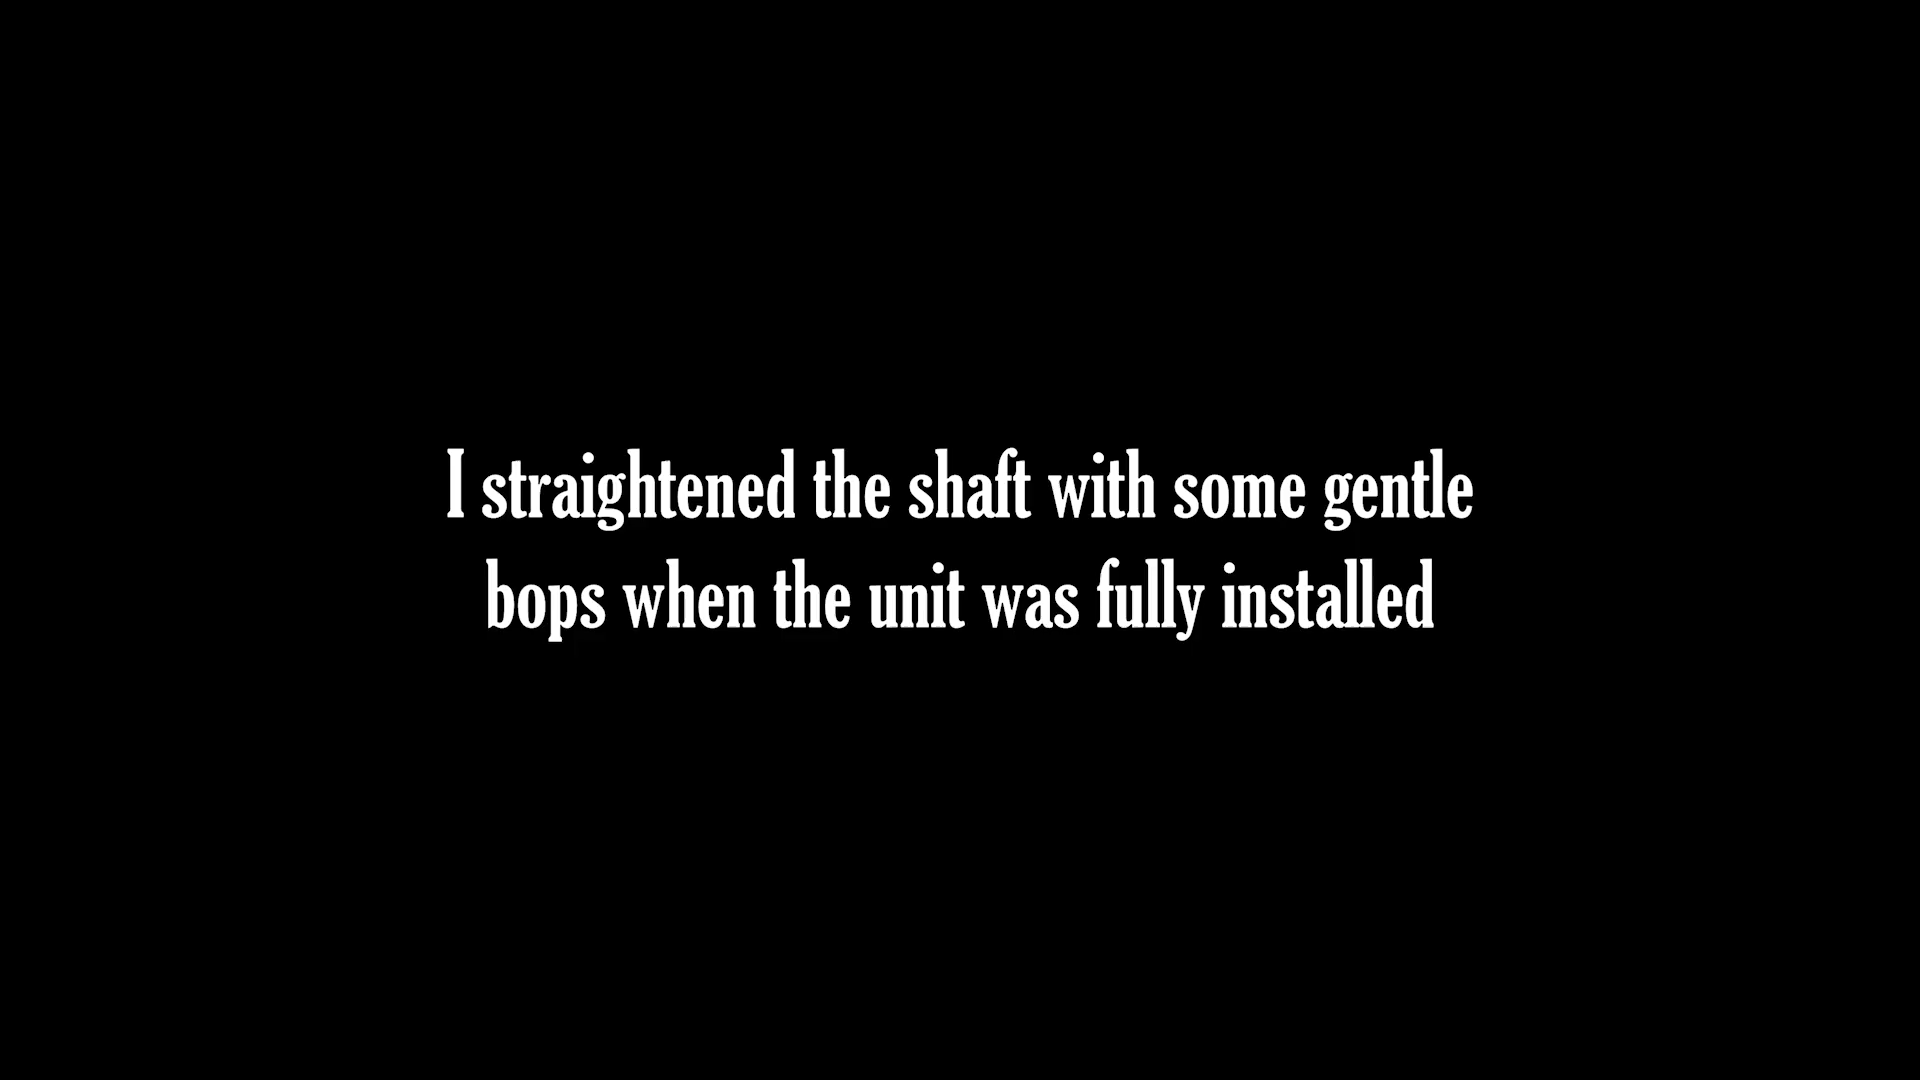 I straightened the shaft with some gentle
bops when the unit was fully installed